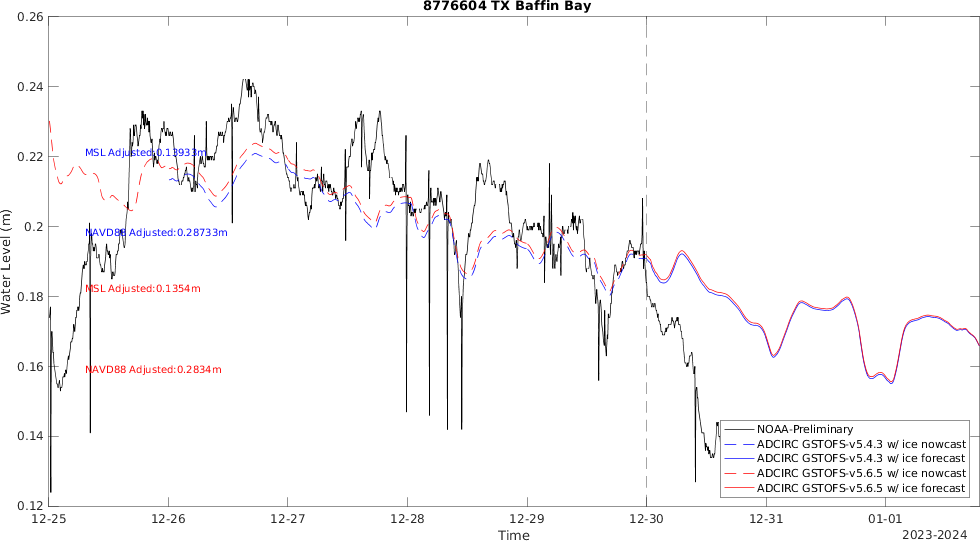 8776604 TX Baffin Bay
Water Level (m)
0.26
0.24
0.22
0.2
0.18
0.16
0.14
0.12
MSL Adjusted:0.13933m
NAVD88 Adjusted:0.28733m
MSL Adjusted:0.1354m
NAVD88 Adjusted:0.2834m
NOAA-Preliminary
ADCIRC GSTOFS-v5.4.3 w/ ice nowcast
ADCIRC GSTOFS-v5.4.3 w/ ice forecast
ADCIRC GSTOFS-v5.6.5 w/ ice nowcast
ADCIRC GSTOFS-v5.6.5 w/ ice forecast
12-25 12-26 12-27 12-28 12-29 12-30 12-31 01-01
Time
2023-2024